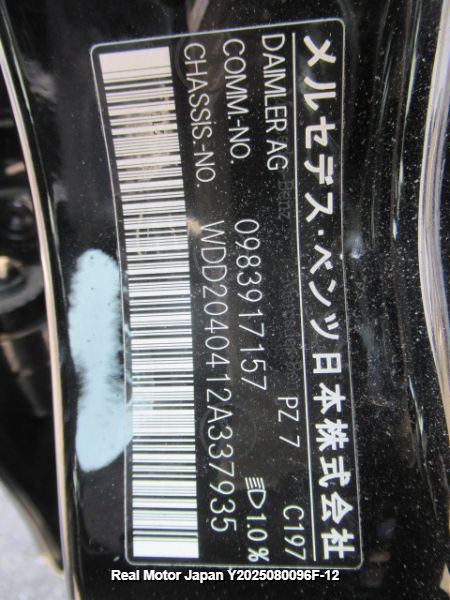 メルセデス・ベンツ日本株式会社
DAIMLER AG PZ 7 C197
COMM-NO. 0983917157 1.0%
CHASSIS-NO. WDD2040412A337935
Real Motor Japan Y2025080096F-12